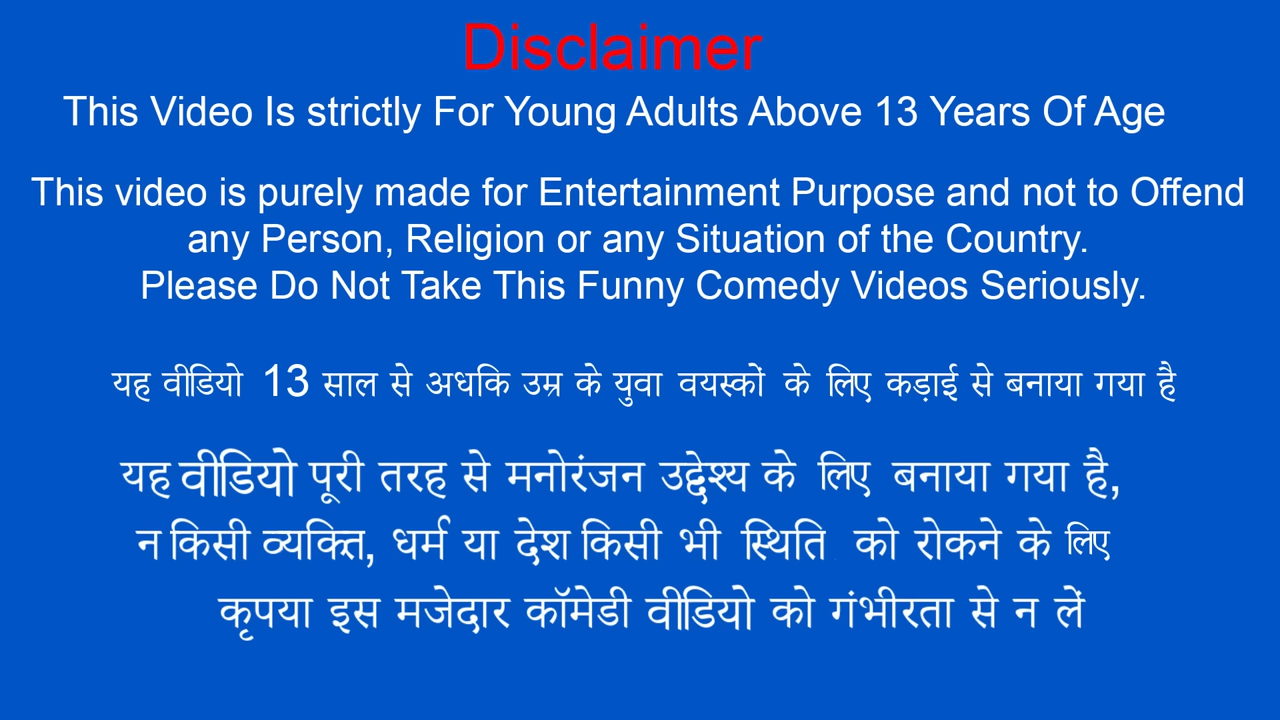 Disclaimer
This Video Is strictly For Young Adults Above 13 Years Of Age
This video is purely made for Entertainment Purpose and not to Offend
any Person, Religion or any Situation of the Country.
Please Do Not Take This Funny Comedy Videos Seriously.
यह वीडियो 13 साल से अधकि उम्र के युवा वयस्कों के लिए कड़ाई से बनाया गया है
यह वीडियो पूरी तरह से मनोरंजन उद्देश्य के लिए बनाया गया है,
न किसी व्यक्ति, धर्म या देश किसी भी स्थिति को रोकने के लिए
कृपया इस मजेदार कॉमेडी वीडियो को गंभीरता से न लें